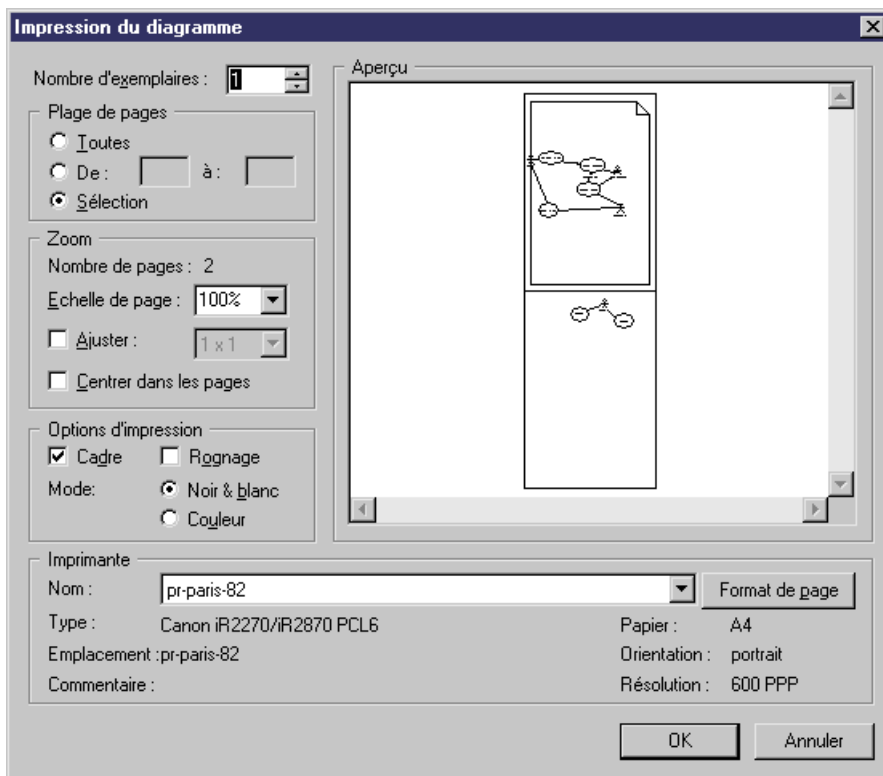 Impression du diagramme
Nombre d'exemplaires : 1
Plage de pages
Toutes
De : à :
Sélection
Zoom
Nombre de pages : 2
Echelle de page : 100%
Ajuster : 1 x 1
Centrer dans les pages
Options d'impression
Cadre Rognage
Mode: Noir & blanc
Couleur
Aperçu
Imprimante
Nom : pr-paris-82 Format de page
Type : Canon iR2270/iR2870 PCL6 Papier : A4
Emplacement :pr-paris-82 Orientation : portrait
Commentaire : Résolution : 600 PPP
OK Annuler